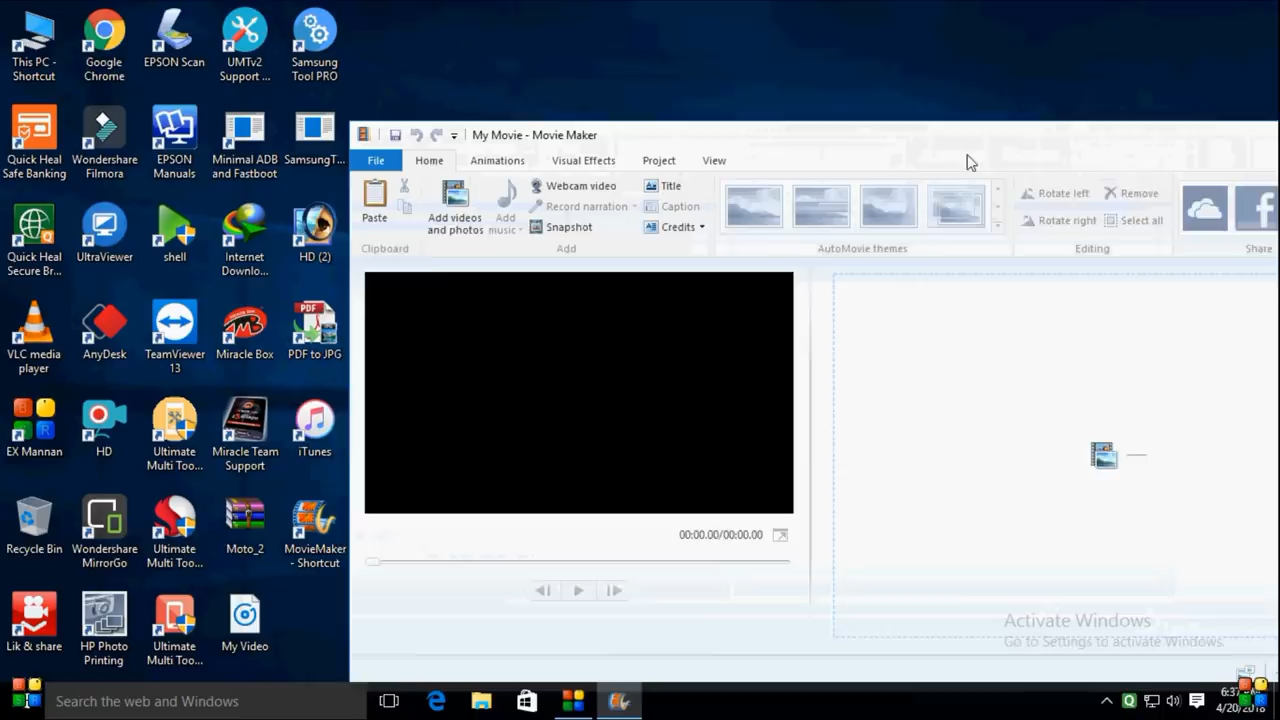 This PC -
Shortcut
Google
Chrome
EPSON Scan
UMTv2
Support ...
Samsung
Tool PRO
Quick Heal
Safe Banking
Wondershare
Filmora
EPSON
Manuals
Minimal ADB
and Fastboot
SamsungT...
Quick Heal
Secure Br...
UltraViewer
shell
Internet
Downlo...
HD (2)
VLC media
player
AnyDesk
TeamViewer
13
Miracle Box
PDF
PDF to JPG
EX Mannan
HD
Ultimate
Multi Too...
Miracle Team
Support
iTunes
Recycle Bin
Wondershare
MirrorGo
Ultimate
Multi Too...
Moto_2
MovieMaker
- Shortcut
Lik & share
HP Photo
Printing
Ultimate
Multi Too...
My Video
My Movie - Movie Maker
File
Home
Animations
Visual Effects
Project
View
Paste
Clipboard
Add videos
and photos
Add
music
Webcam video
Record narration
Snapshot
Title
Caption
Credits
Add
AutoMovie themes
Rotate left
Rotate right
Remove
Select all
Editing
Share
00:00.00/00:00.00
Activate Windows
Go to Settings to activate Windows.
Search the web and Windows